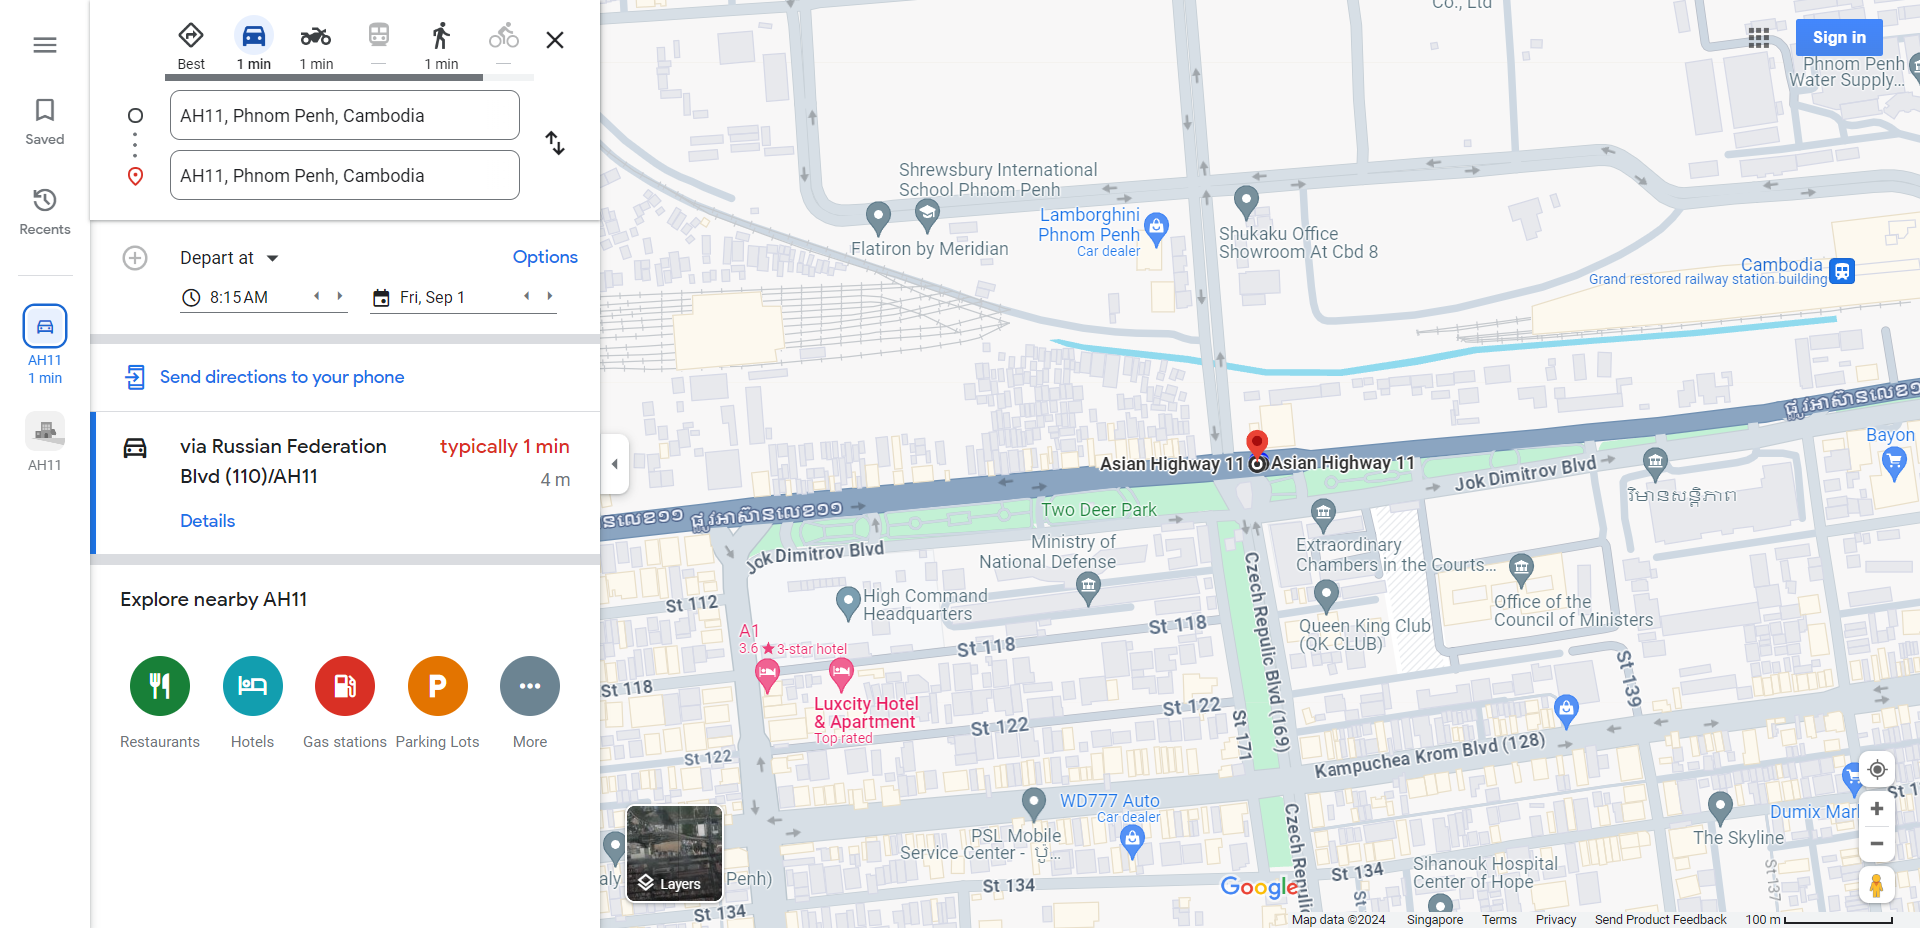 Saved
Recents
AH11
1 min
AH11
Best
1 min
1 min
—
1 min
—
AH11, Phnom Penh, Cambodia
AH11, Phnom Penh, Cambodia
Depart at
Options
8:15 AM
Fri, Sep 1
Send directions to your phone
via Russian Federation
Blvd (110)/AH11
typically 1 min
4 m
Details
Explore nearby AH11
Restaurants
Hotels
Gas stations
Parking Lots
More
Co., Ltd
Sign in
Phnom Penh
Water Supply...
Shrewsbury International
School Phnom Penh
Flatiron by Meridian
Lamborghini
Phnom Penh
Car dealer
Shukaku Office
Showroom At Cbd 8
Cambodia
Grand restored railway station building
ផ្លូវអាស៊ានលេខ១
Bayon
Asian Highway 11
Asian Highway 11
Jok Dimitrov Blvd
វិមានសន្តិភាព
នលេខ១១
ផ្លូវអាស៊ានលេខ១១
Two Deer Park
Jok Dimitrov Blvd
Ministry of
National Defense
Extraordinary
Chambers in the Courts...
High Command
Headquarters
Office of the
Council of Ministers
Queen King Club
(QK CLUB)
Czech Repulic Blvd (169)
St 112
St 118
St 118
St 118
A1
3.6★3-star hotel
Luxcity Hotel
& Apartment
Top rated
St 122
St 122
St 122
St 171
St 139
Kampuchea Krom Blvd (128)
WD777 Auto
Car dealer
PSL Mobile
Service Center - ប៉ូ...
Dumix Mar
St 1
The Skyline
Sihanouk Hospital
Center of Hope
St 134
St 134
St 134
St 137
St
Czech Repulic
aly
Penh)
Layers
Google
Map data ©2024
Singapore
Terms
Privacy
Send Product Feedback
100 m